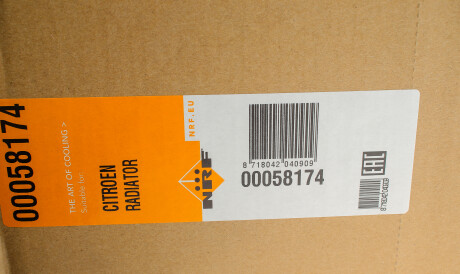 00058174
THE ART OF COOLING >
Suitable for:
CITROEN
RADIATOR
NRF.EU
NRF
8 718042 040909
00058174
EAC